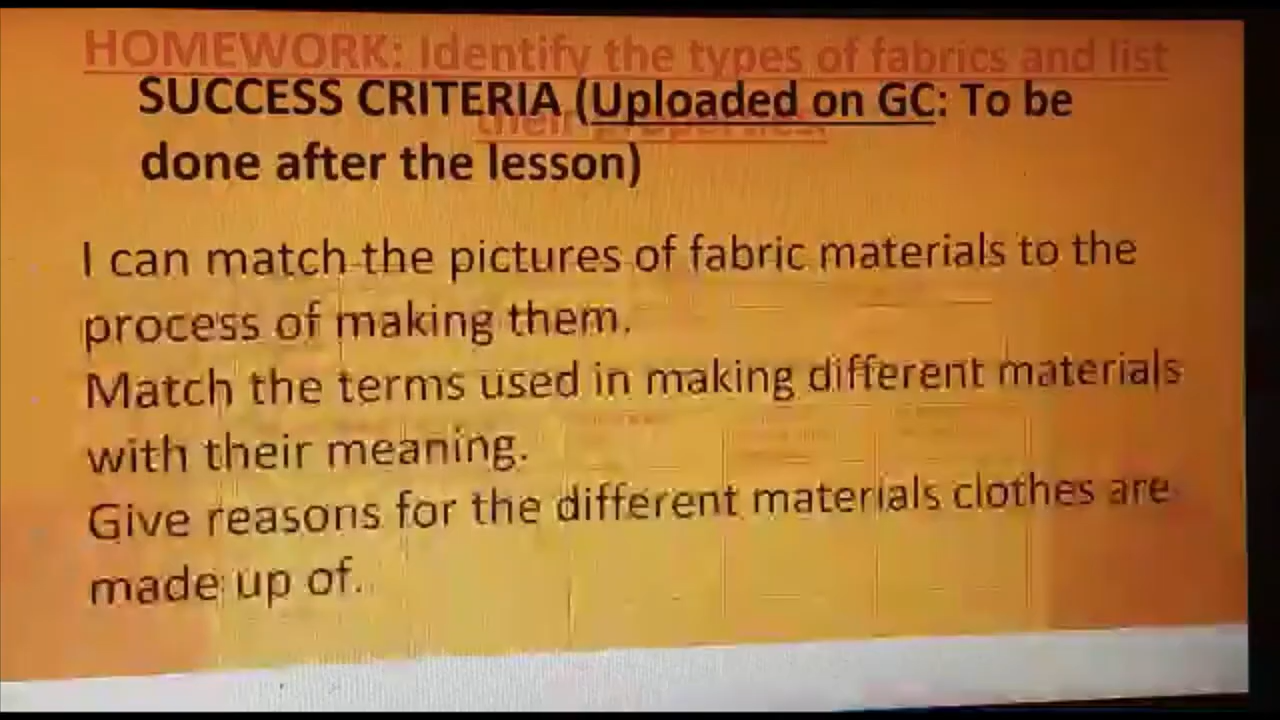 HOMEWORK: Identify the types of fabrics and list
their properties.
SUCCESS CRITERIA (Uploaded on GC: To be
done after the lesson)
I can match the pictures of fabric materials to the
process of making them.
Match the terms used in making different materials
with their meaning.
Give reasons for the different materials clothes are
made up of.